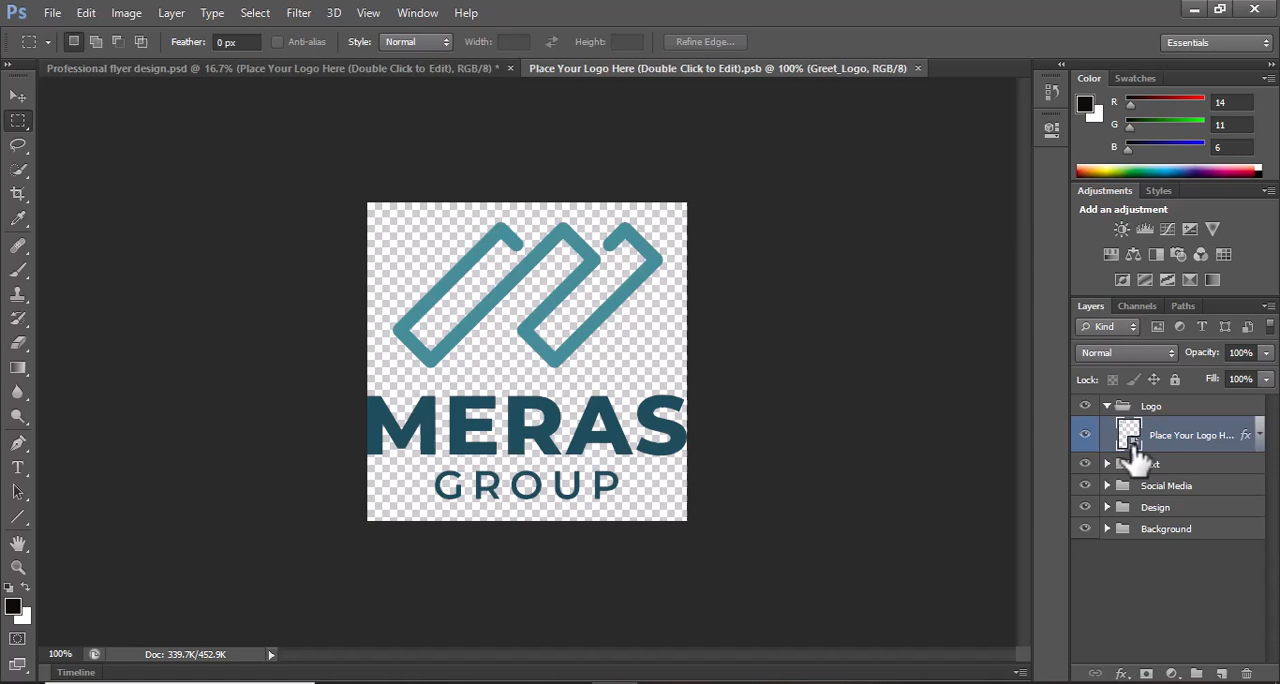 Ps File Edit Image Layer Type Select Filter 3D View Window Help
Feather: 0 px Anti-alias Style: Normal Width: Height: Refine Edge... Essentials
Professional flyer design.psd @ 16.7% (Place Your Logo Here (Double Click to Edit), RGB/8) * × Place Your Logo Here (Double Click to Edit).psb @ 100% (Greet_Logo, RGB/8) ×
Color Swatches
R 14
G 11
B 6
Adjustments Styles
Add an adjustment
Layers Channels Paths
Kind
Normal Opacity: 100%
Lock: Fill: 100%
Logo
Place Your Logo H... fx
Social Media
Design
Background
MERAS
GROUP
100% Doc: 339.7K/452.9K
Timeline
fx